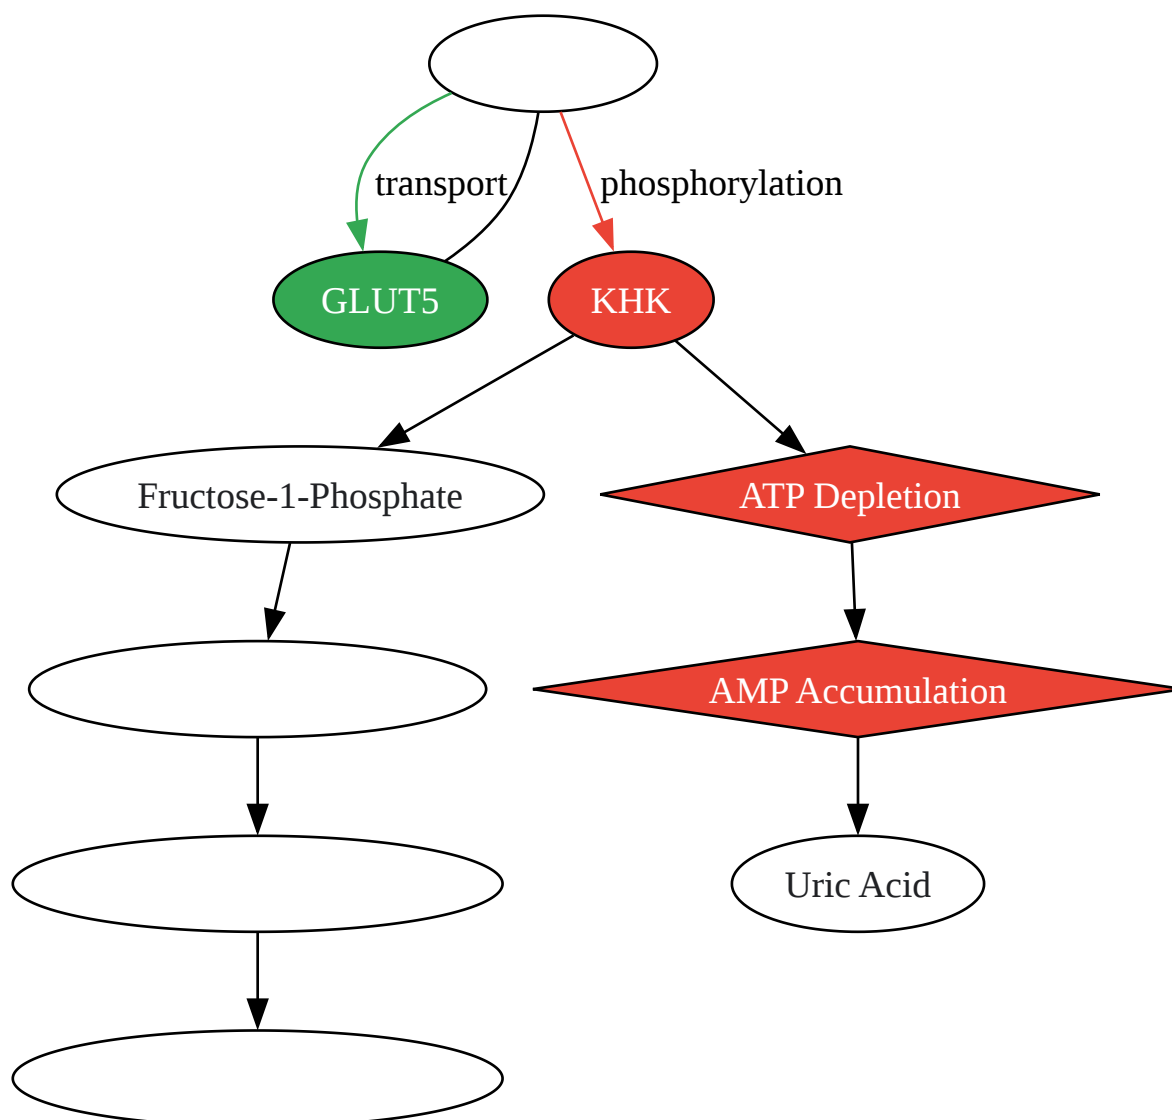 transport
phosphorylation
GLUT5
KHK
Fructose-1-Phosphate
ATP Depletion
AMP Accumulation
Uric Acid